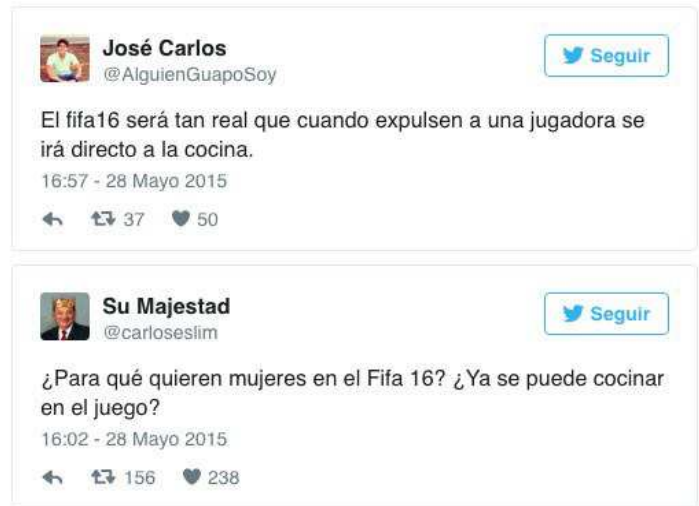 José Carlos
@AlguienGuapoSoy
Seguir
El fifa16 será tan real que cuando expulsen a una jugadora se
irá directo a la cocina.
16:57 - 28 Mayo 2015
37 50
Su Majestad
@carloseslim
Seguir
¿Para qué quieren mujeres en el Fifa 16? ¿Ya se puede cocinar
en el juego?
16:02 - 28 Mayo 2015
156 238